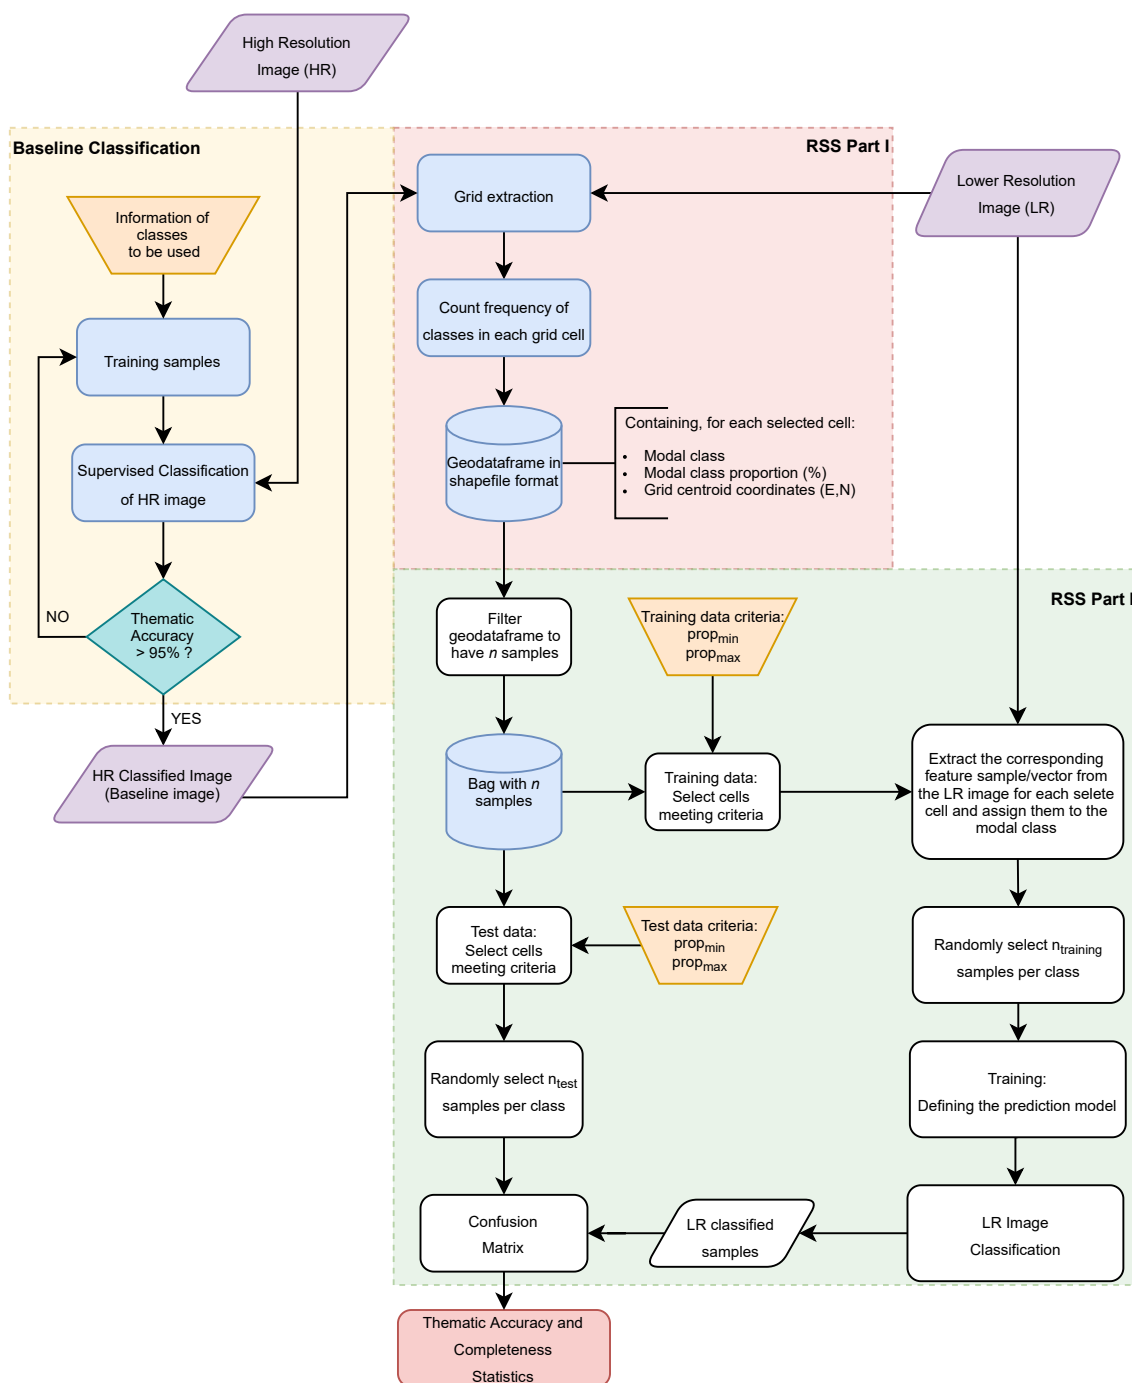 High Resolution
Image (HR)
Baseline Classification
RSS Part I
Information of
classes
to be used
Grid extraction
Lower Resolution
Image (LR)
Training samples
Count frequency of
classes in each grid cell
Supervised Classification
of HR image
Geodataframe in
shapefile format
Containing, for each selected cell:
• Modal class
• Modal class proportion (%)
• Grid centroid coordinates (E,N)
NO
Thematic
Accuracy
> 95% ?
YES
HR Classified Image
(Baseline image)
RSS Part I
Filter
geodataframe to
have n samples
Training data criteria:
prop_min
prop_max
Bag with n
samples
Training data:
Select cells
meeting criteria
Extract the corresponding
feature sample/vector from
the LR image for each selete
cell and assign them to the
modal class
Test data:
Select cells
meeting criteria
Test data criteria:
prop_min
prop_max
Randomly select n_training
samples per class
Randomly select n_test
samples per class
Training:
Defining the prediction model
Confusion
Matrix
LR classified
samples
LR Image
Classification
Thematic Accuracy and
Completeness
Statistics